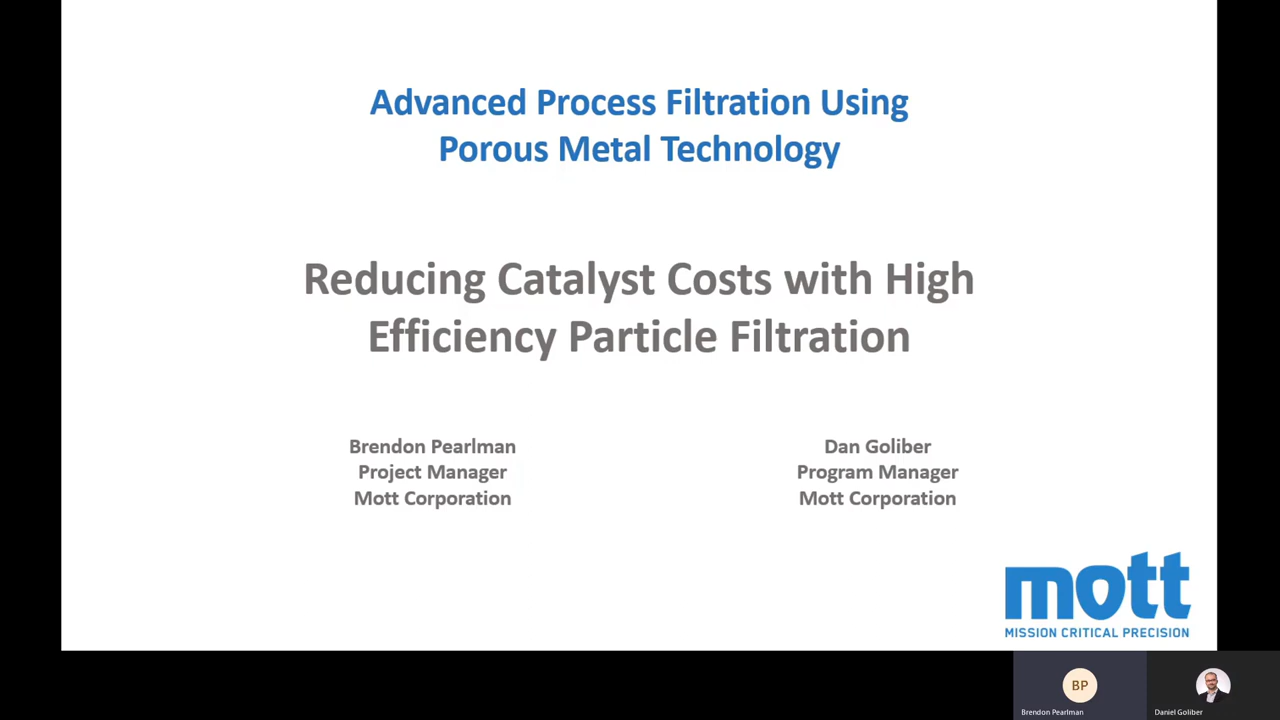 Advanced Process Filtration Using
Porous Metal Technology
Reducing Catalyst Costs with High
Efficiency Particle Filtration
Brendon Pearlman
Project Manager
Mott Corporation
Dan Goliber
Program Manager
Mott Corporation
mott
MISSION CRITICAL PRECISION
BP
Brendon Pearlman
Daniel Goliber